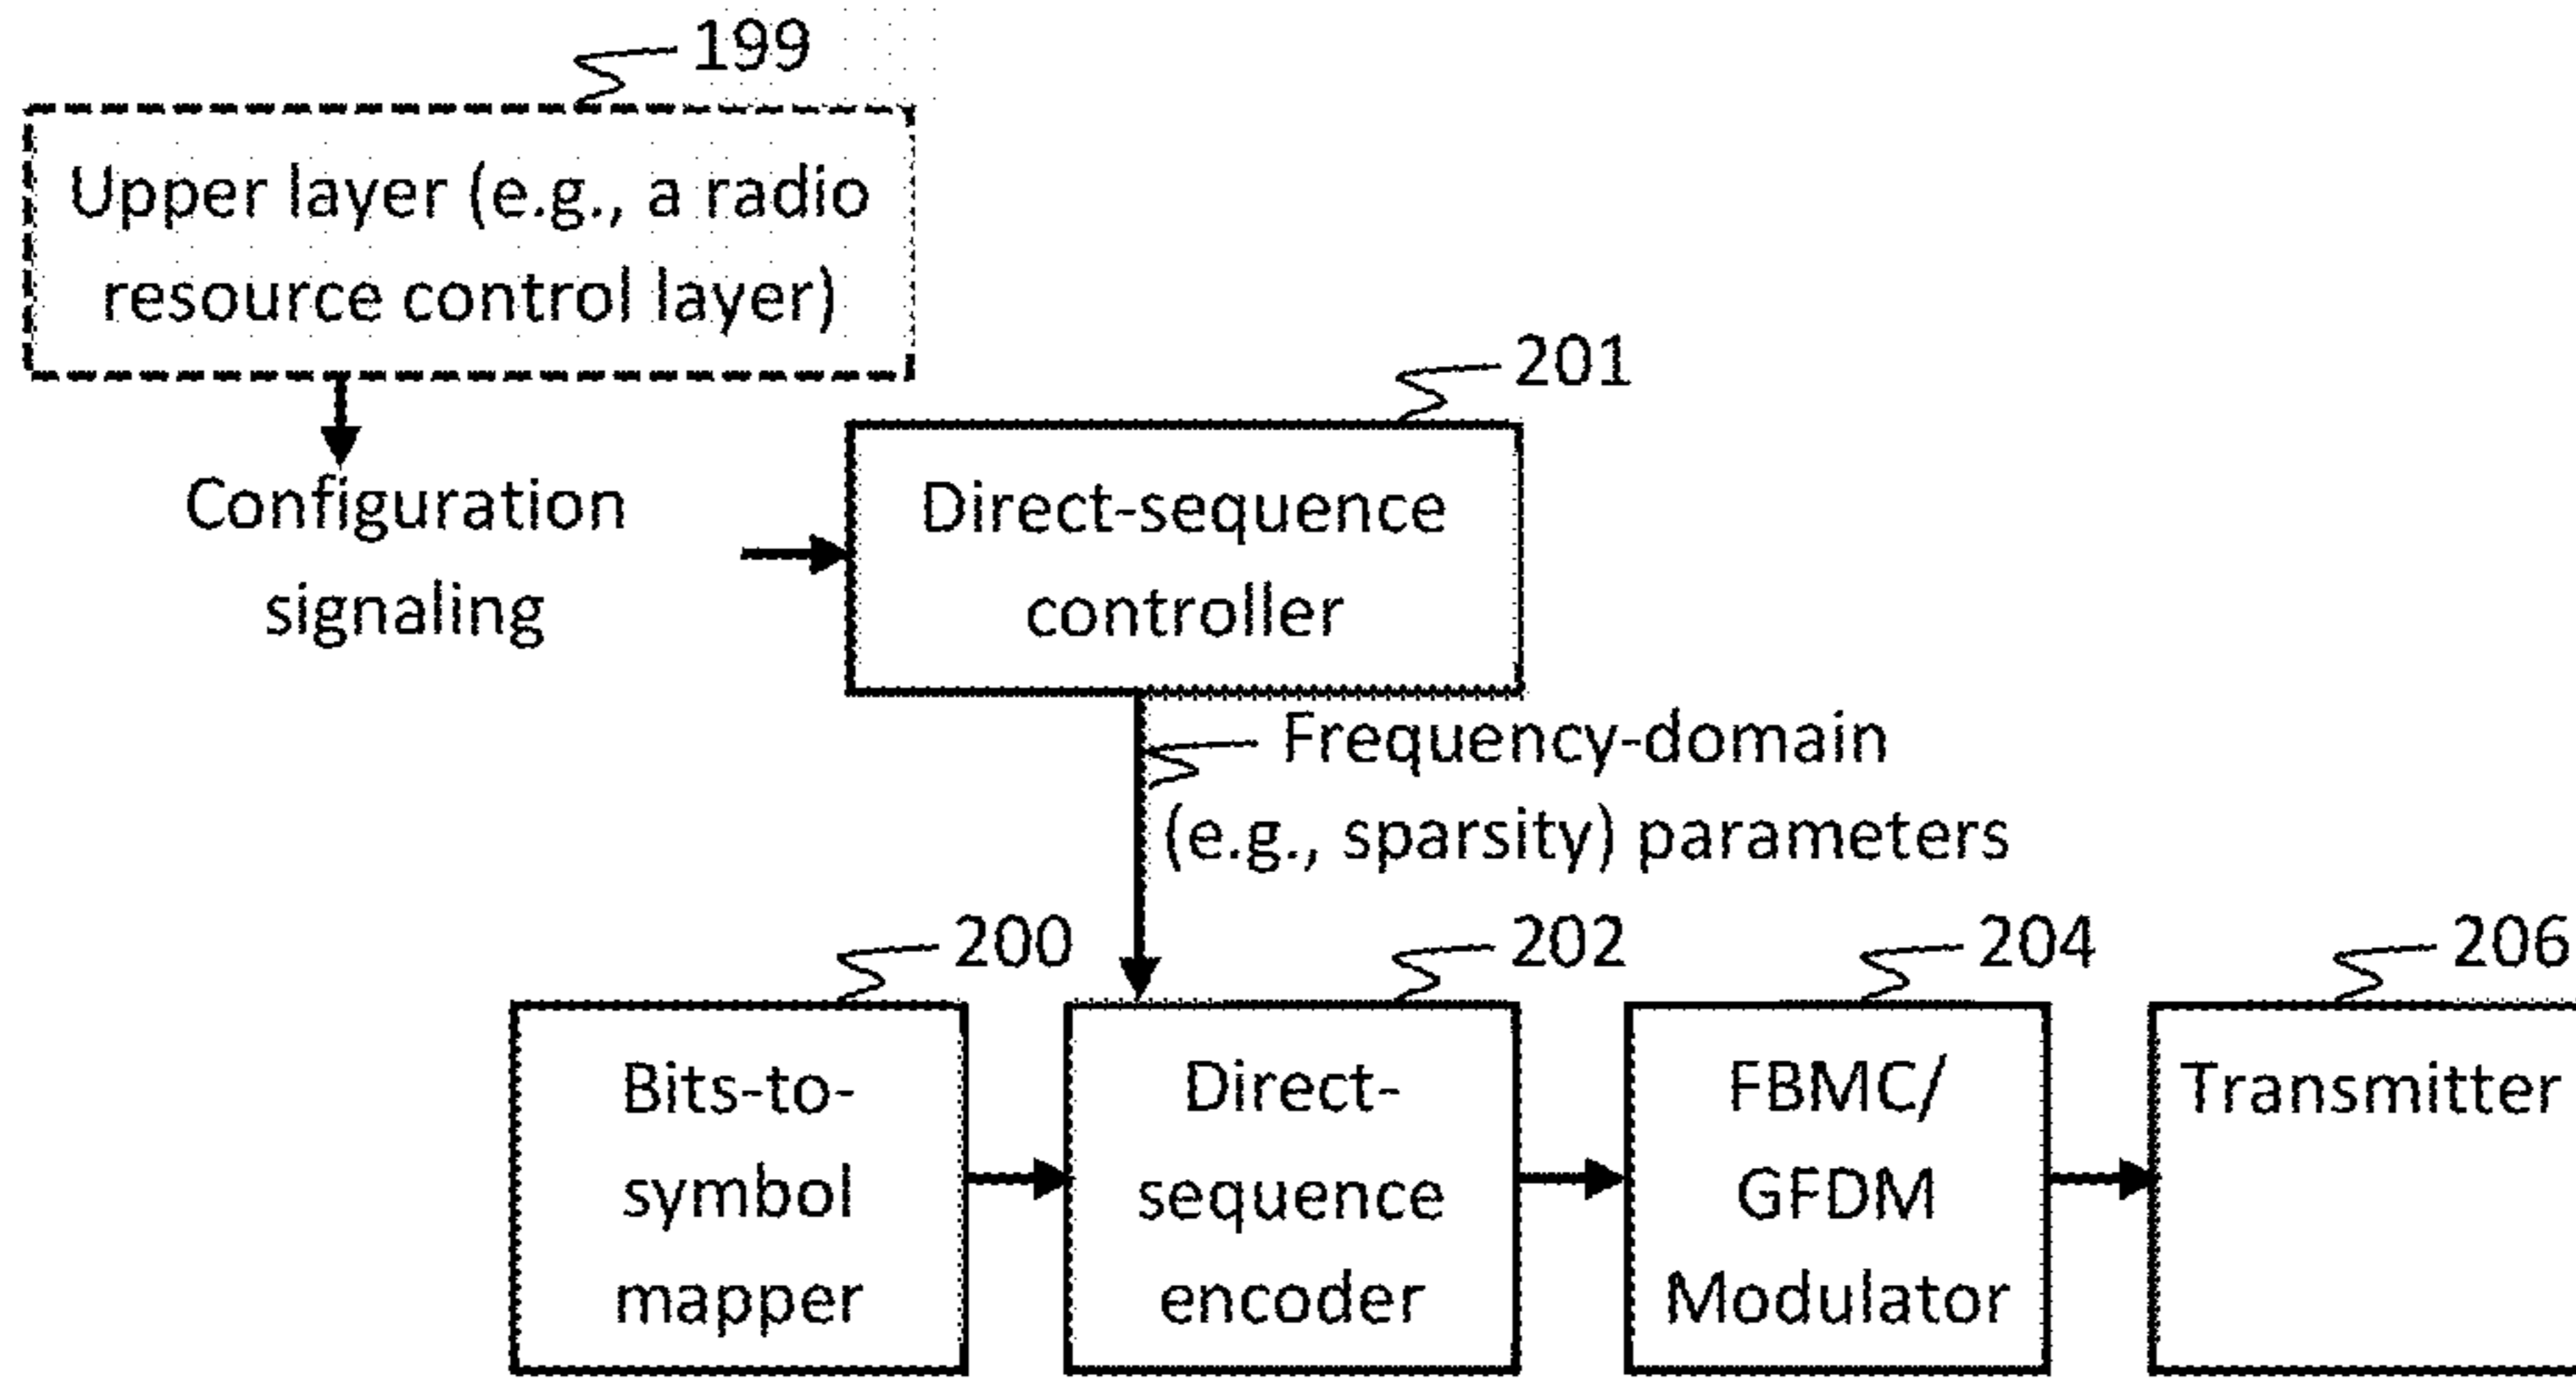 199
Upper layer (e.g., a radio
resource control layer)
Configuration
signaling
201
Direct-sequence
controller
Frequency-domain
(e.g., sparsity) parameters
200
Bits-to-
symbol
mapper
202
Direct-
sequence
encoder
204
FBMC/
GFDM
Modulator
206
Transmitter